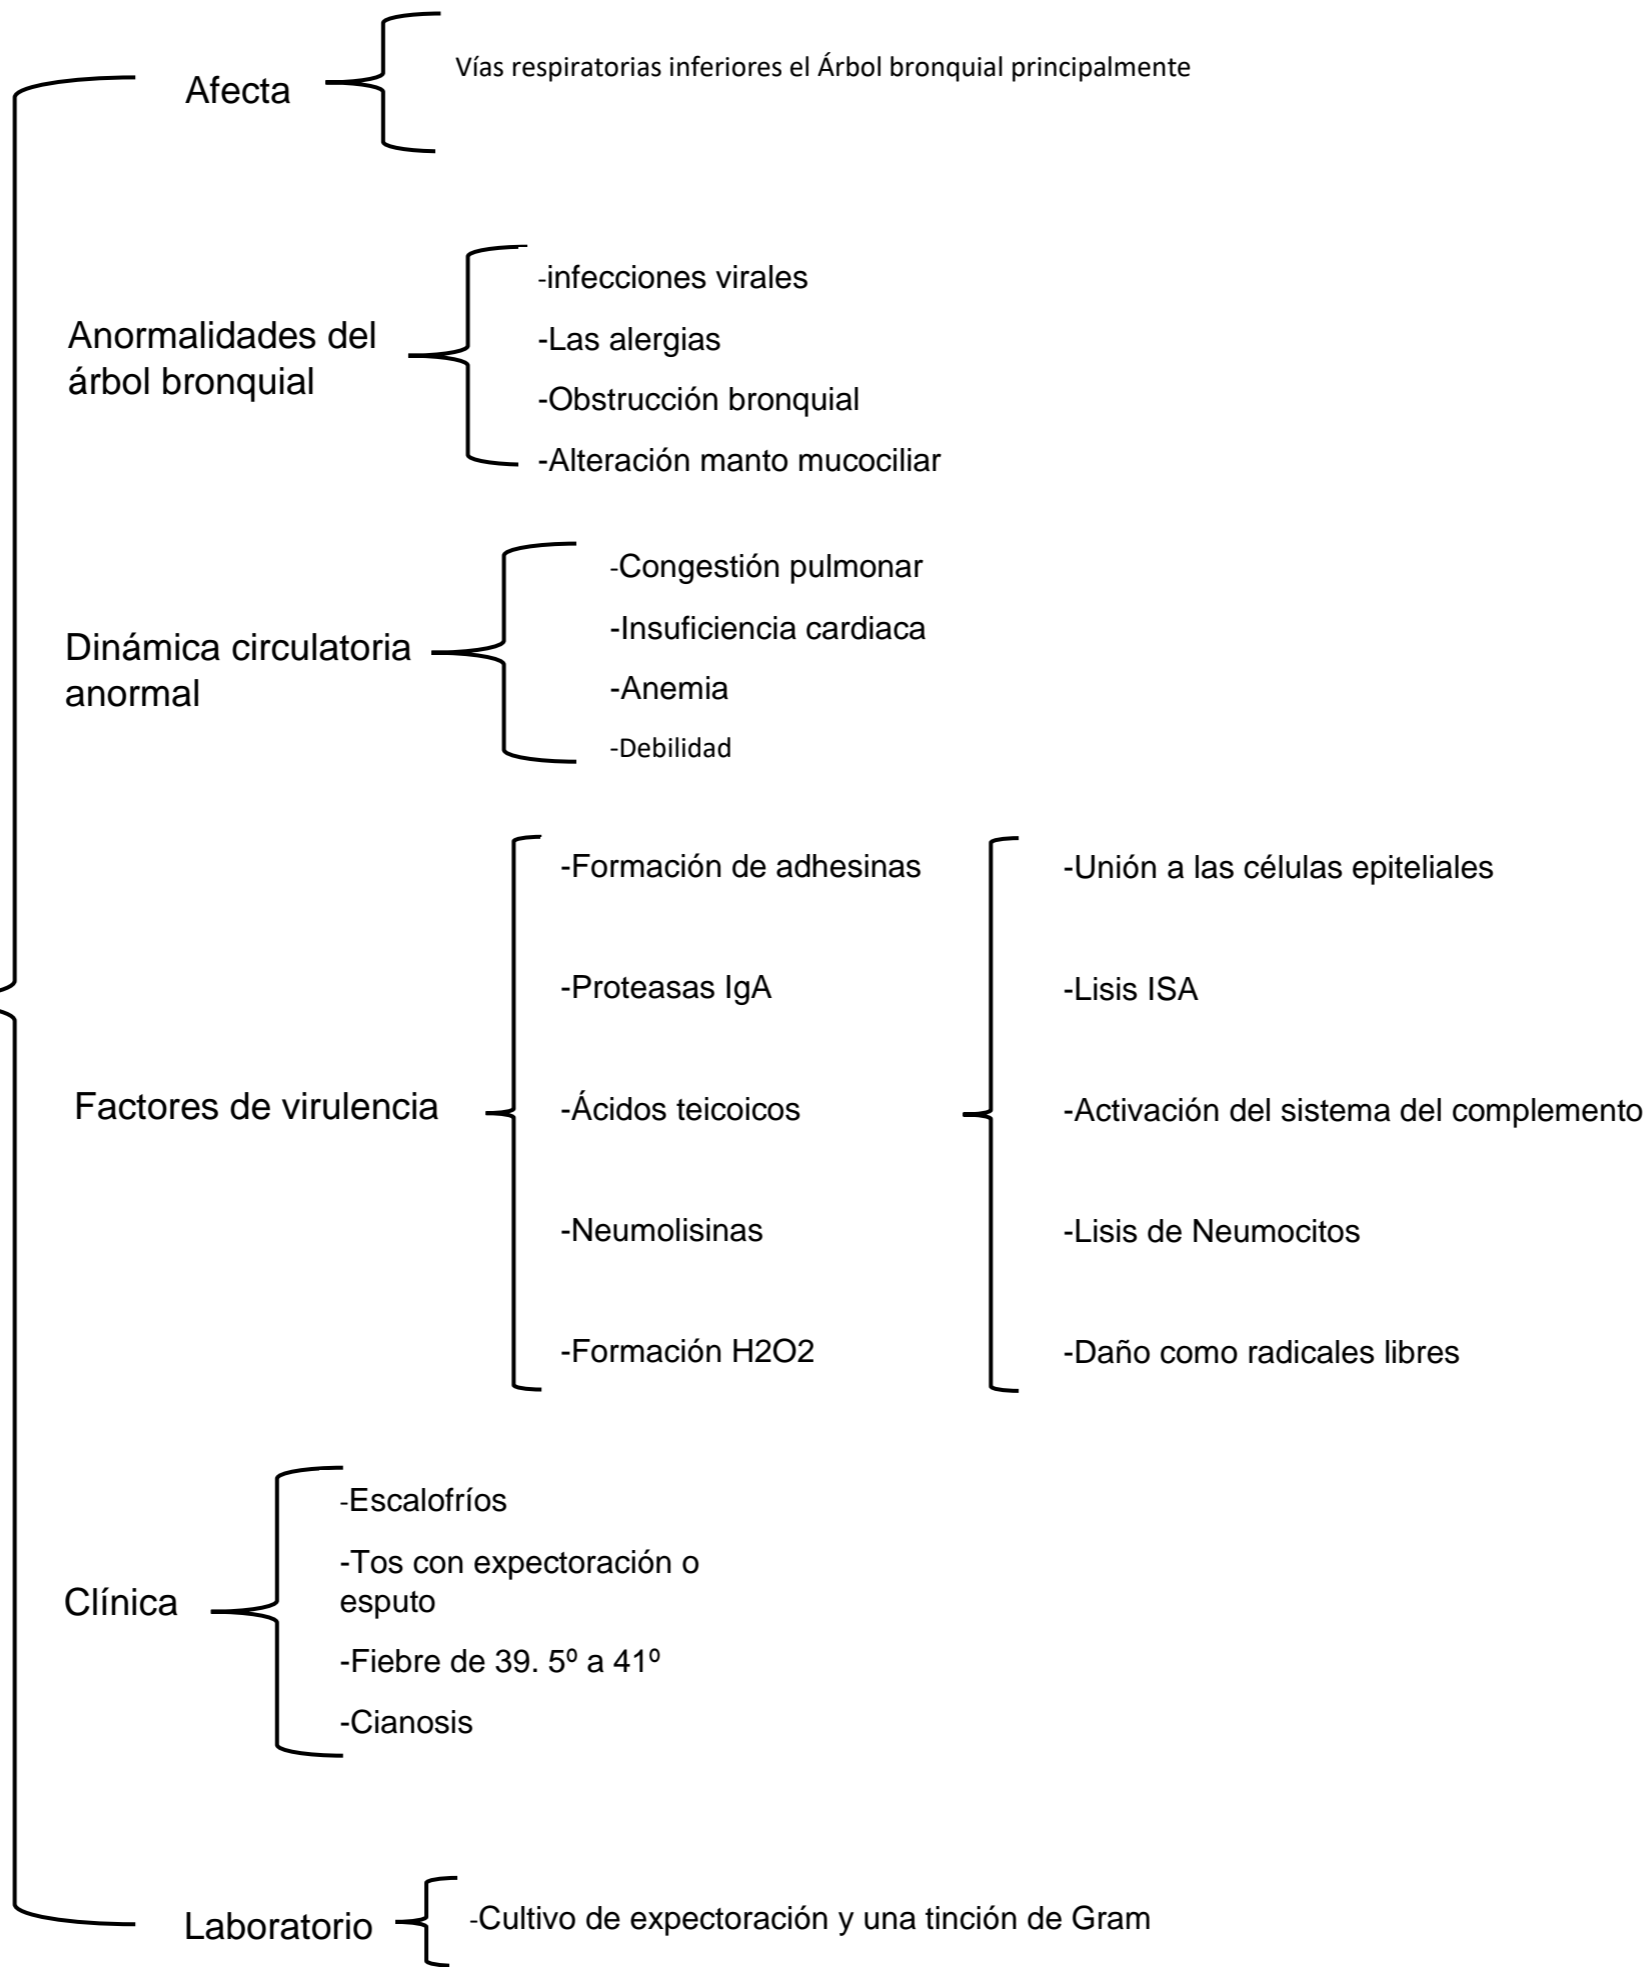 Afecta
Vías respiratorias inferiores el Árbol bronquial principalmente
Anormalidades del
árbol bronquial
-infecciones virales
-Las alergias
-Obstrucción bronquial
-Alteración manto mucociliar
Dinámica circulatoria
anormal
-Congestión pulmonar
-Insuficiencia cardiaca
-Anemia
-Debilidad
Factores de virulencia
-Formación de adhesinas
-Proteasas IgA
-Ácidos teicoicos
-Neumolisinas
-Formación H2O2
-Unión a las células epiteliales
-Lisis ISA
-Activación del sistema del complemento
-Lisis de Neumocitos
-Daño como radicales libres
Clínica
-Escalofríos
-Tos con expectoración o
esputo
-Fiebre de 39. 5º a 41º
-Cianosis
Laboratorio
-Cultivo de expectoración y una tinción de Gram